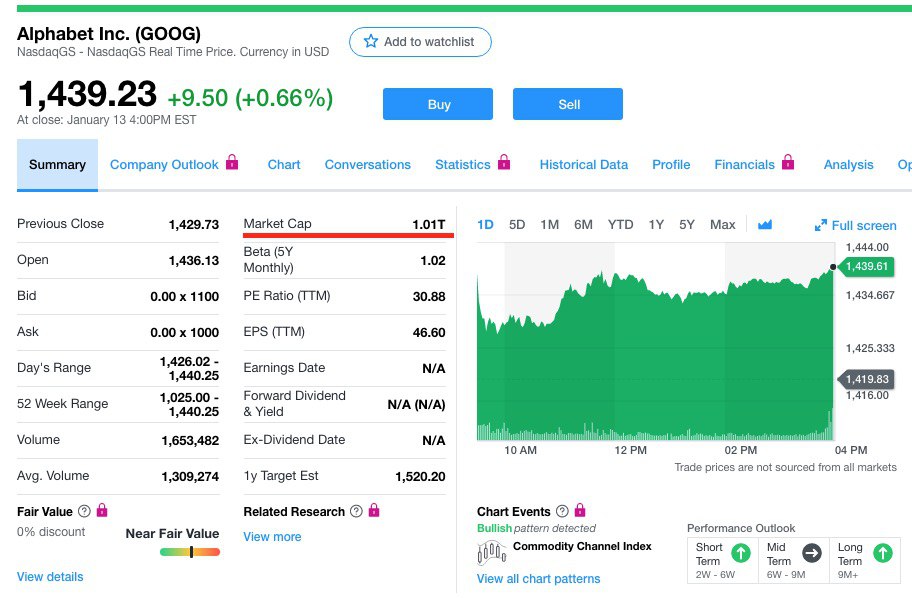 Alphabet Inc. (GOOG)
NasdaqGS - NasdaqGS Real Time Price. Currency in USD
Add to watchlist
1,439.23 +9.50 (+0.66%)
At close: January 13 4:00PM EST
Buy
Sell
Summary
Company Outlook
Chart
Conversations
Statistics
Historical Data
Profile
Financials
Analysis
Op
Previous Close 1,429.73
Open 1,436.13
Bid 0.00 x 1100
Ask 0.00 x 1000
Day's Range 1,426.02 -
1,440.25
52 Week Range 1,025.00 -
1,440.25
Volume 1,653,482
Avg. Volume 1,309,274
Market Cap 1.01T
Beta (5Y
Monthly) 1.02
PE Ratio (TTM) 30.88
EPS (TTM) 46.60
Earnings Date N/A
Forward Dividend
& Yield N/A (N/A)
Ex-Dividend Date N/A
1y Target Est 1,520.20
Fair Value
0% discount
Near Fair Value
View details
Related Research
View more
1D 5D 1M 6M YTD 1Y 5Y Max
Full screen
1,444.00
1,439.61
1,434.667
1,425.333
1,419.83
1,416.00
10 AM 12 PM 02 PM 04 PM
Trade prices are not sourced from all markets
Chart Events
Bullish pattern detected
Commodity Channel Index
View all chart patterns
Performance Outlook
Short
Term
2W - 6W
Mid
Term
6W - 9M
Long
Term
9M+